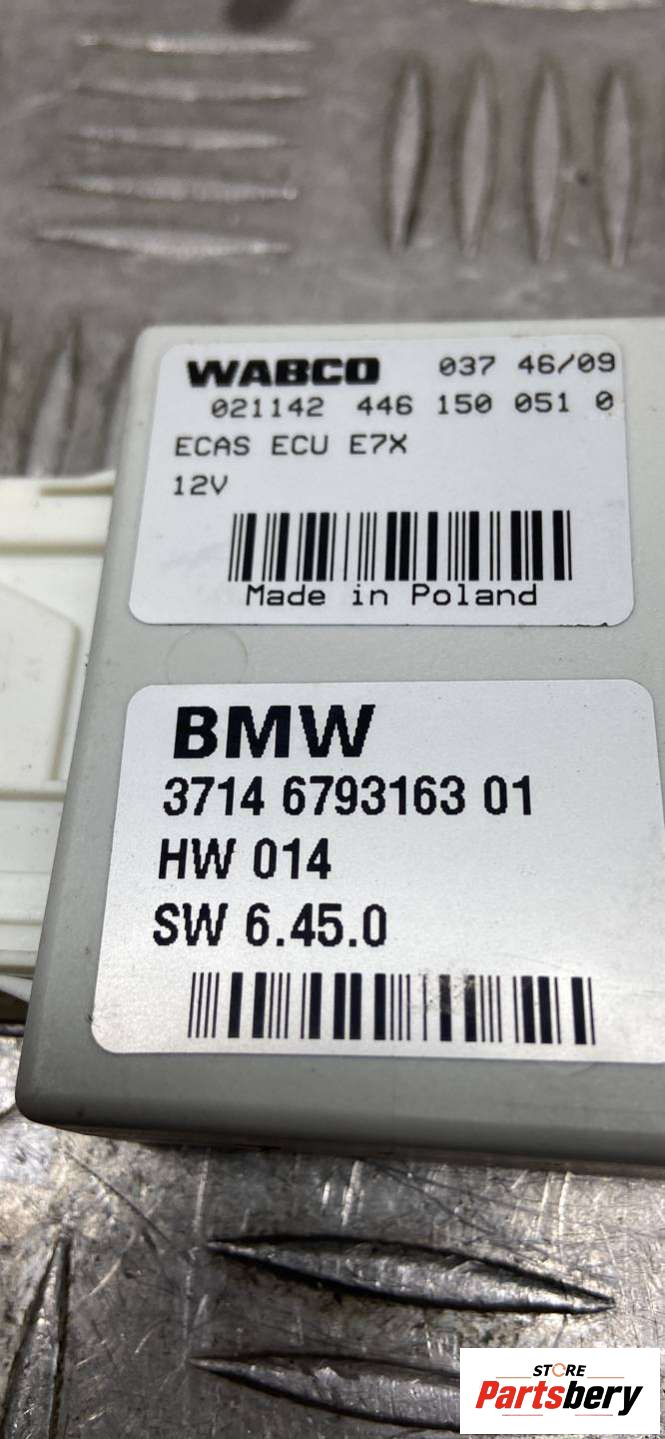 WABCO 037 46/09
021142 446 150 051 0
ECAS ECU E7X
12V
Made in Poland
BMW
3714 6793163 01
HW 014
SW 6.45.0
STORE
Partsbery